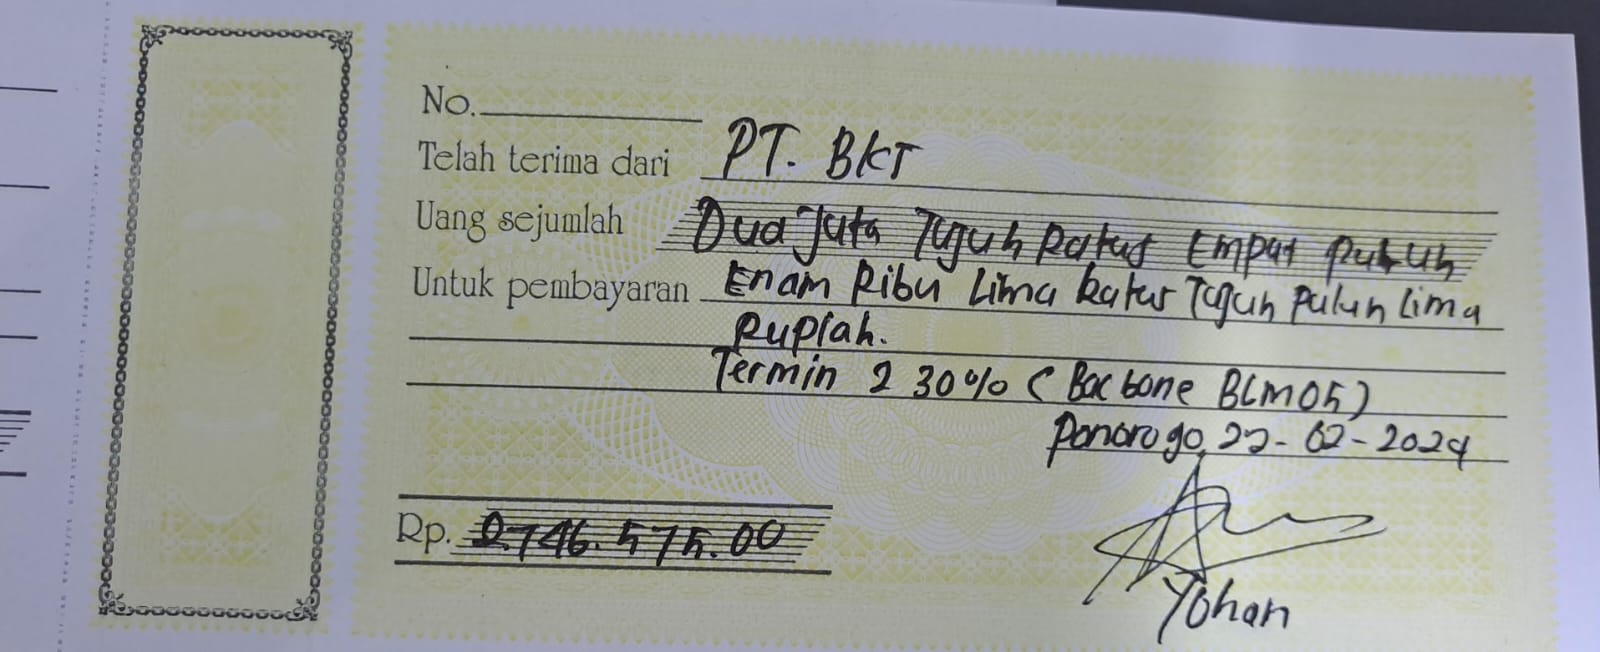 No.
Telah terima dari PT. BKT
Uang sejumlah Dua Juta Tujuh Ratus Empat Puluh
Untuk pembayaran Enam Ribu Lima Ratus Tujuh Puluh Lima
Rupiah.
Termin 2 30% ( Bacbone BLM05)
Ponorogo, 22-02-2024
Rp. 2.746.575.00
Yohan